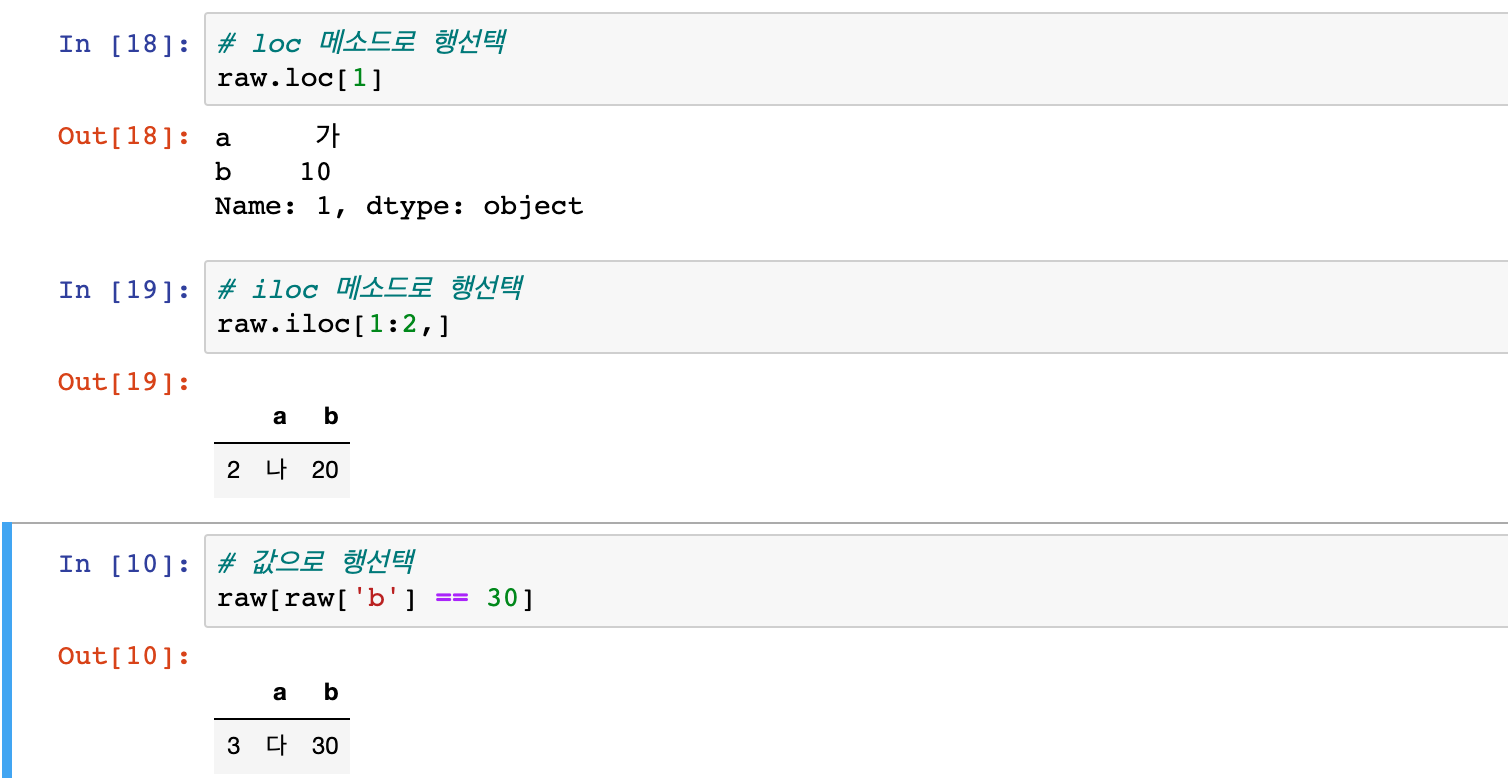 In [18]: # loc 메소드로 행선택
raw.loc[1]
Out[18]: a 가
b 10
Name: 1, dtype: object
In [19]: # iloc 메소드로 행선택
raw.iloc[1:2,]
Out[19]:
a b
2 나 20
In [10]: # 값으로 행선택
raw[raw['b'] == 30]
Out[10]:
a b
3 다 30